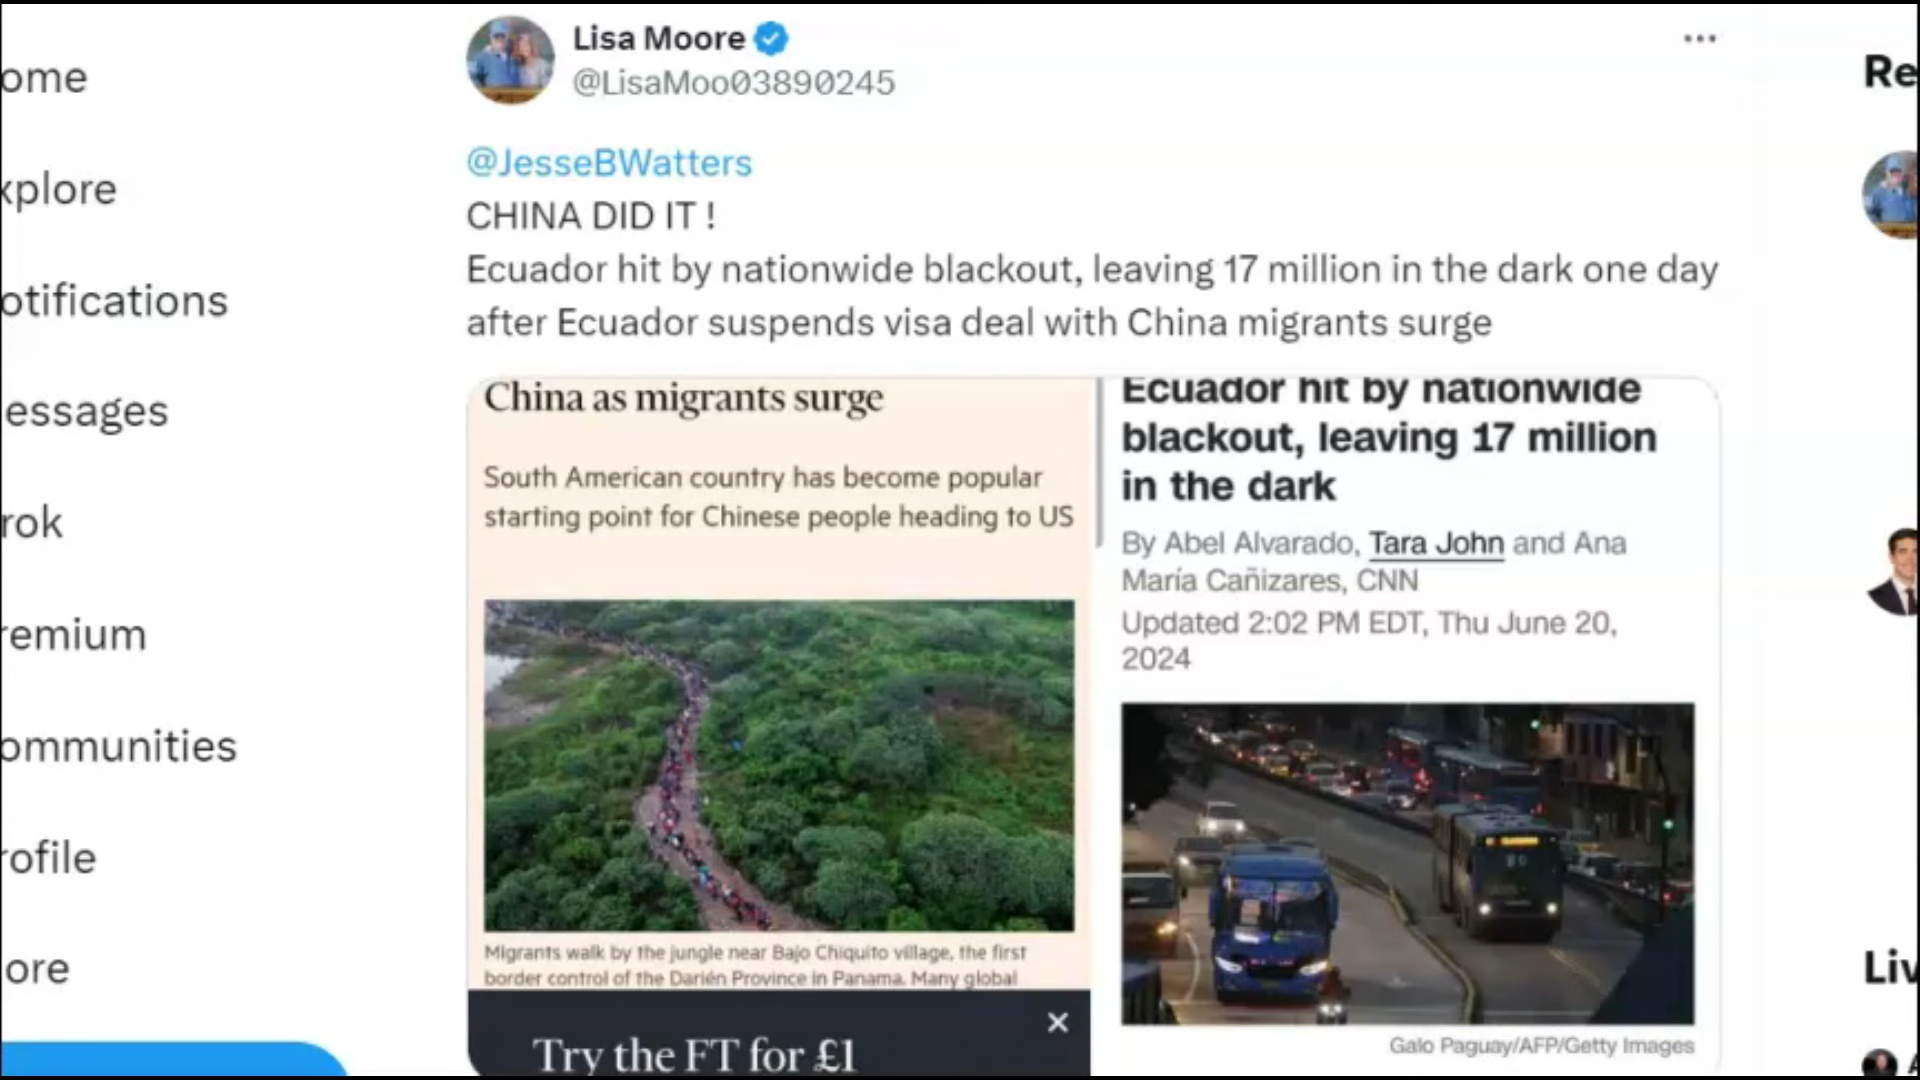 ome
xplore
otifications
essages
rok
remium
ommunities
rofile
ore
Lisa Moore
@LisaMoo03890245
@JesseBWatters
CHINA DID IT !
Ecuador hit by nationwide blackout, leaving 17 million in the dark one day
after Ecuador suspends visa deal with China migrants surge
China as migrants surge
South American country has become popular
starting point for Chinese people heading to US
Migrants walk by the jungle near Bajo Chiquito village, the first
border control of the Darién Province in Panama. Many global
Try the FT for £1
Ecuador hit by nationwide
blackout, leaving 17 million
in the dark
By Abel Alvarado, Tara John and Ana
María Cañizares, CNN
Updated 2:02 PM EDT, Thu June 20,
2024
Galo Paguay/AFP/Getty Images
Re
Liv